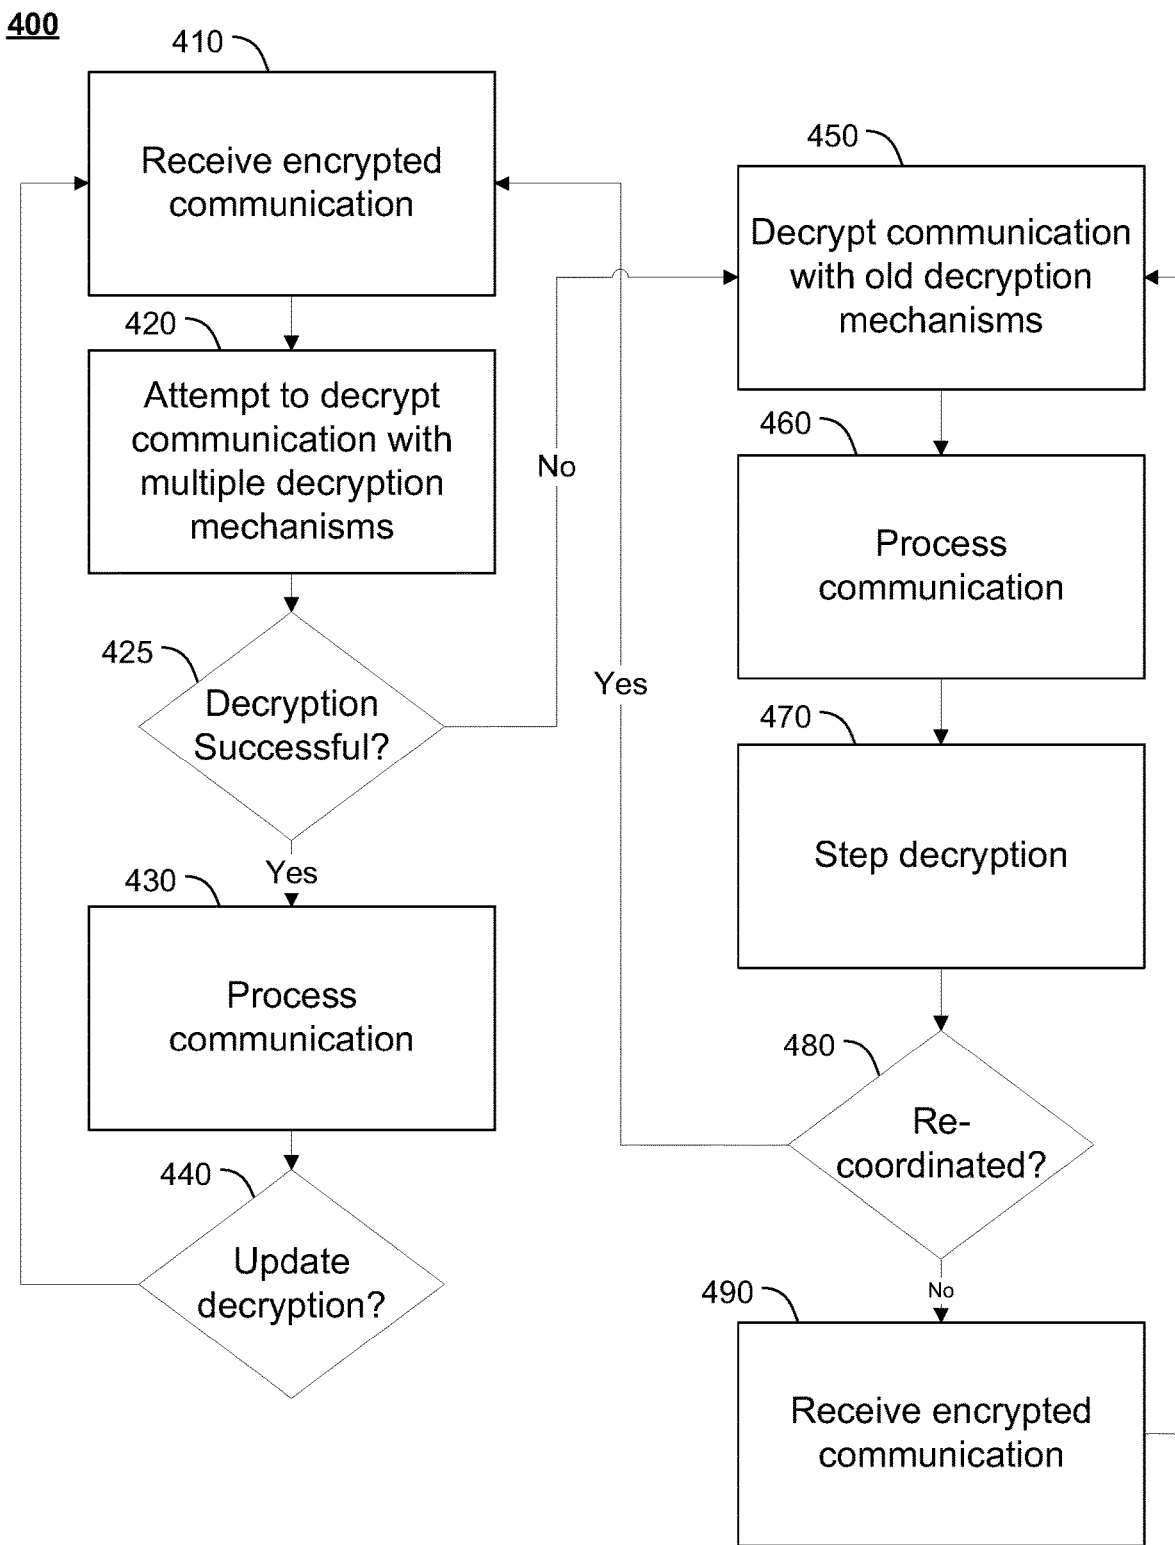 400
410
Receive encrypted
communication
420
Attempt to decrypt
communication with
multiple decryption
mechanisms
425
Decryption
Successful?
No
Yes
430
Process
communication
440
Update
decryption?
Yes
450
Decrypt communication
with old decryption
mechanisms
460
Process
communication
470
Step decryption
480
Re-
coordinated?
No
490
Receive encrypted
communication